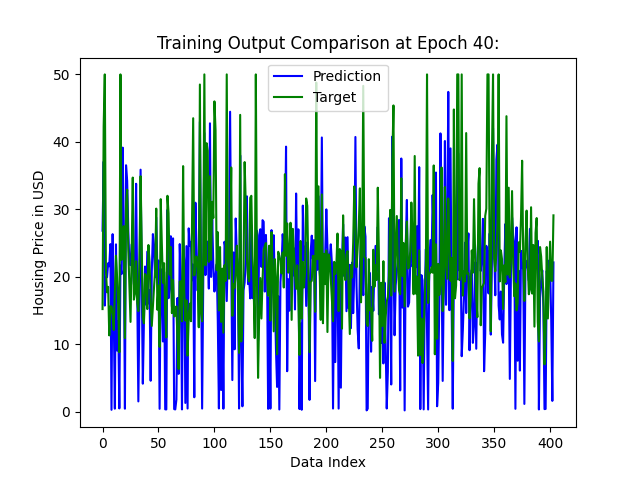 Training Output Comparison at Epoch 40:
Prediction
Target
Housing Price in USD
50
40
30
20
10
0
0 50 100 150 200 250 300 350 400
Data Index